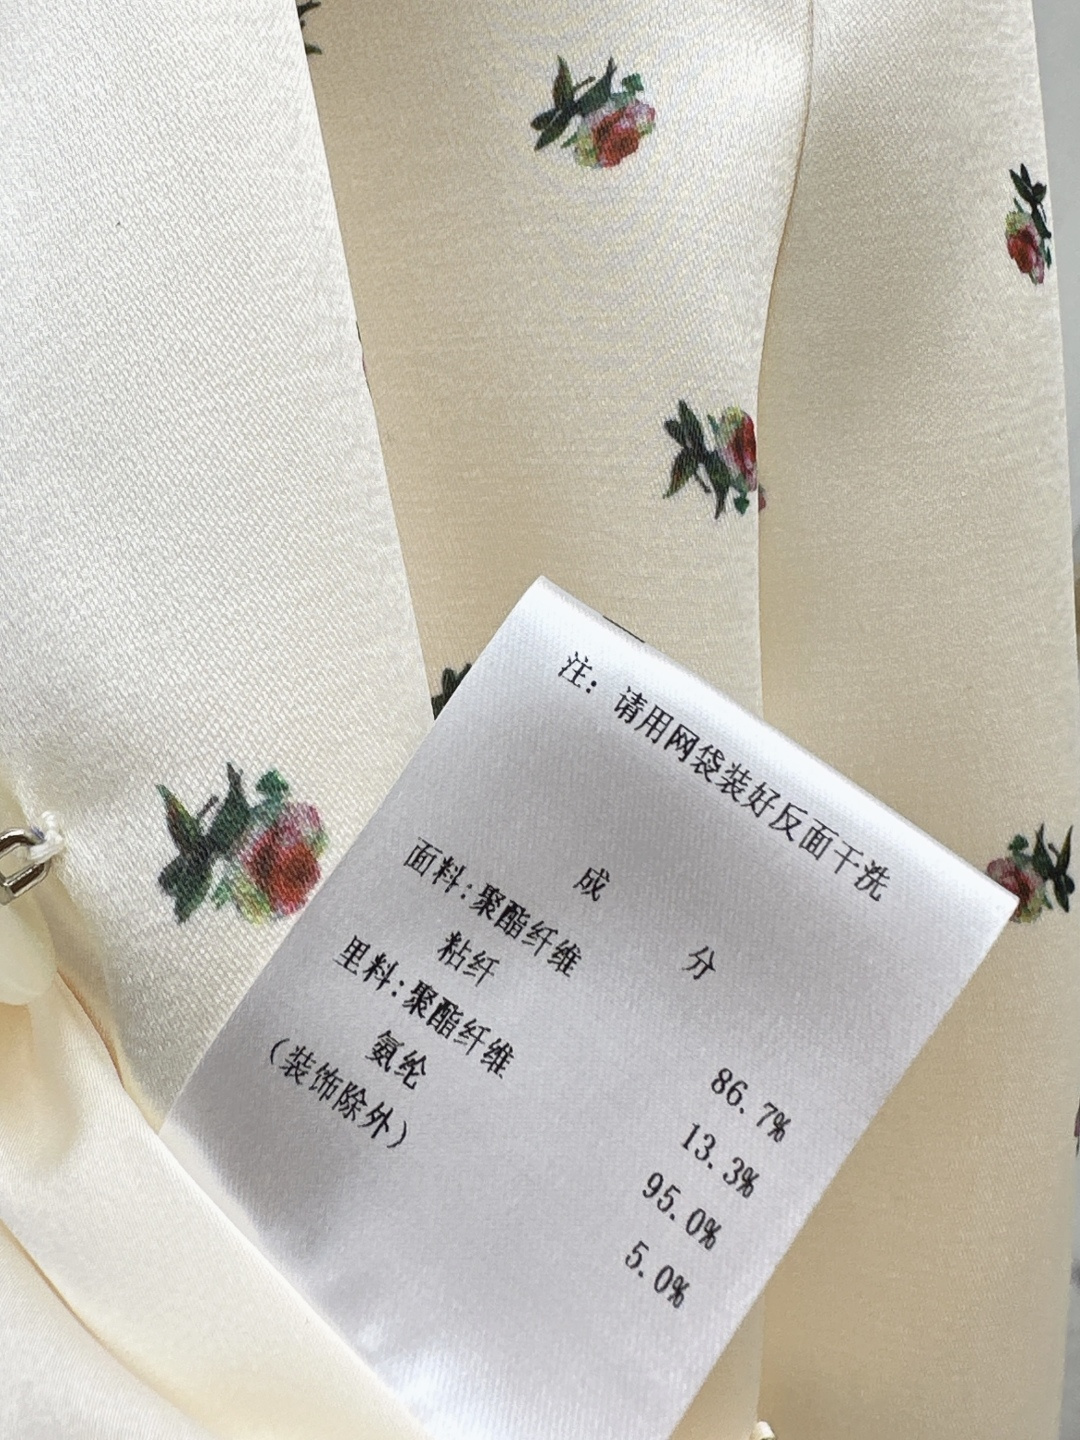 注：请用网袋装好反面干洗
成 分
面料：聚酯纤维 86.7%
粘纤 13.3%
里料：聚酯纤维 95.0%
氨纶 5.0%
（装饰除外）